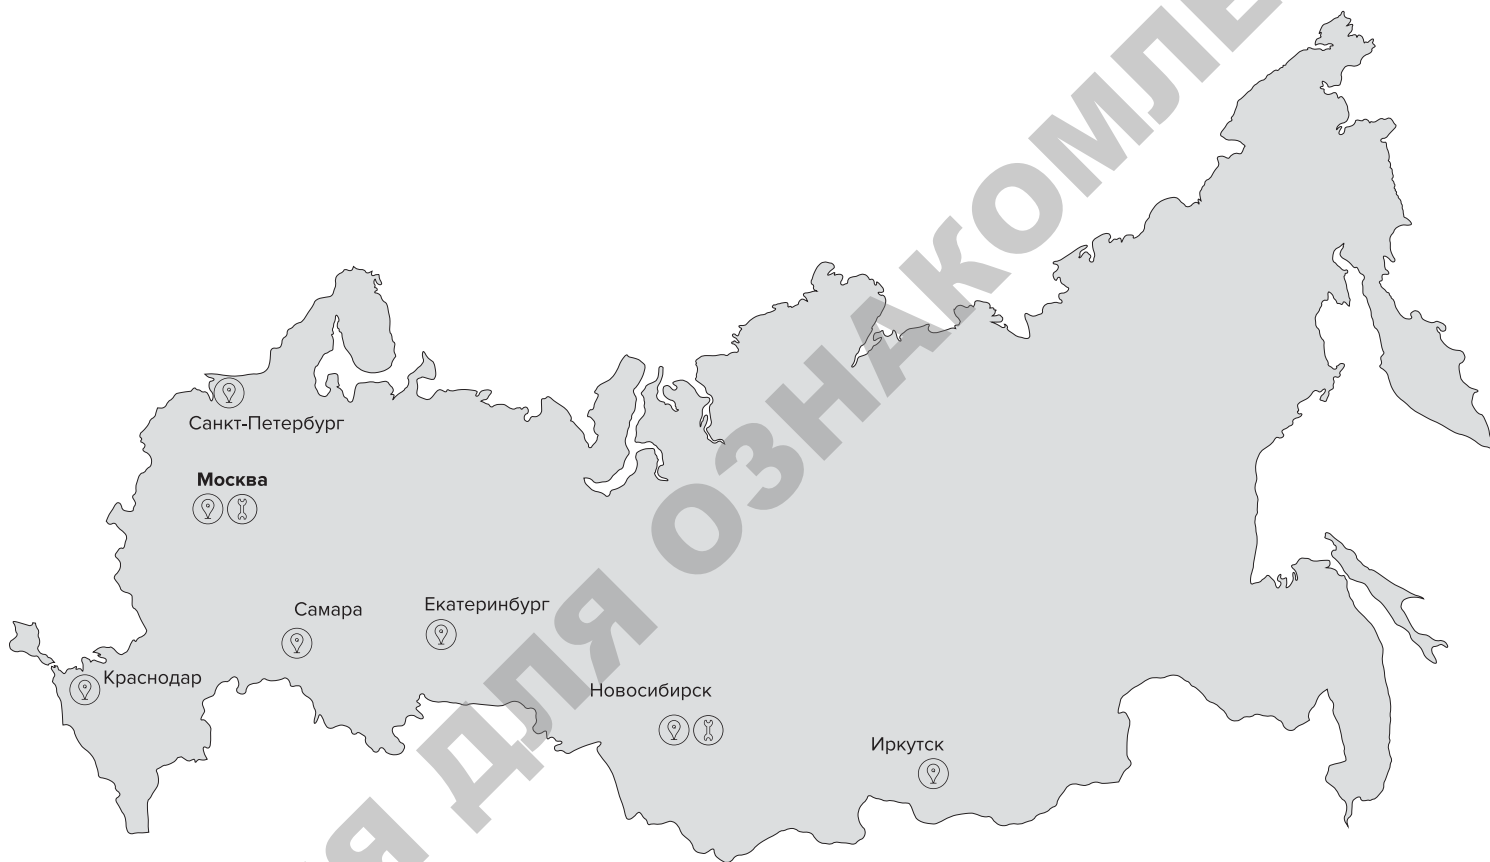 Санкт-Петербург
Москва
Самара
Екатеринбург
Краснодар
Новосибирск
Иркутск
Я ДЛЯ ОЗНАКОМЛЕ